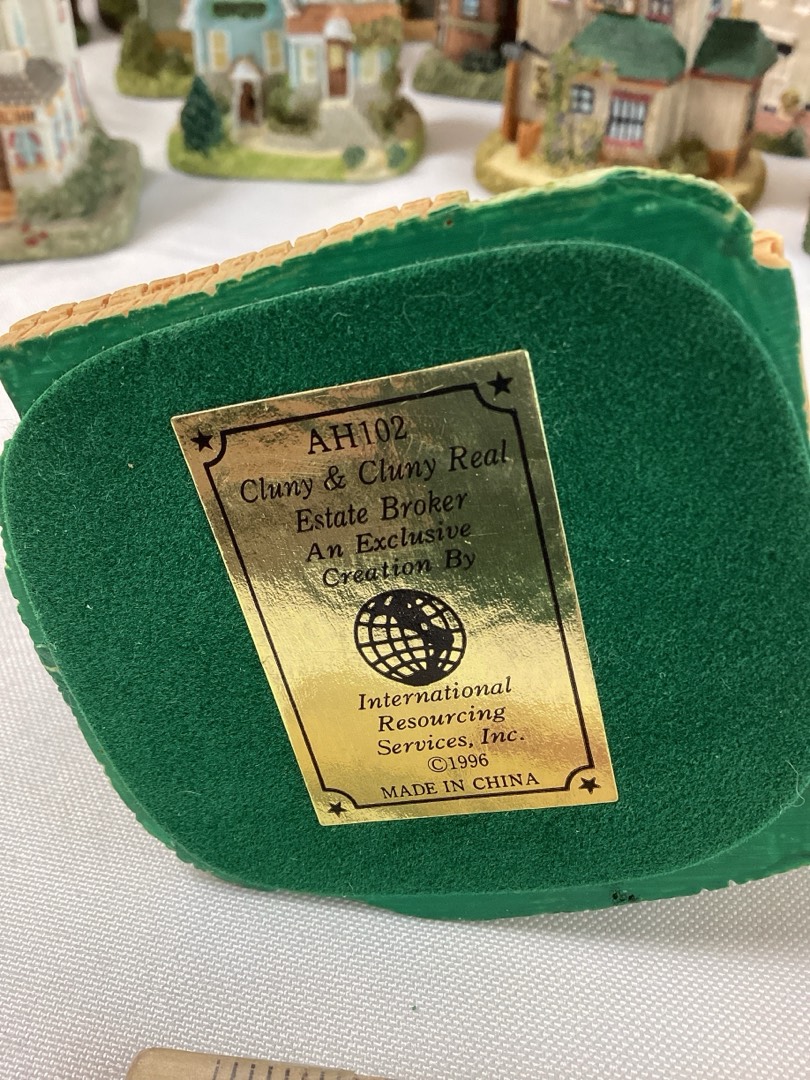 AH102
Cluny & Cluny Real
Estate Broker
An Exclusive
Creation By
International
Resourcing
Services, Inc.
©1996
MADE IN CHINA